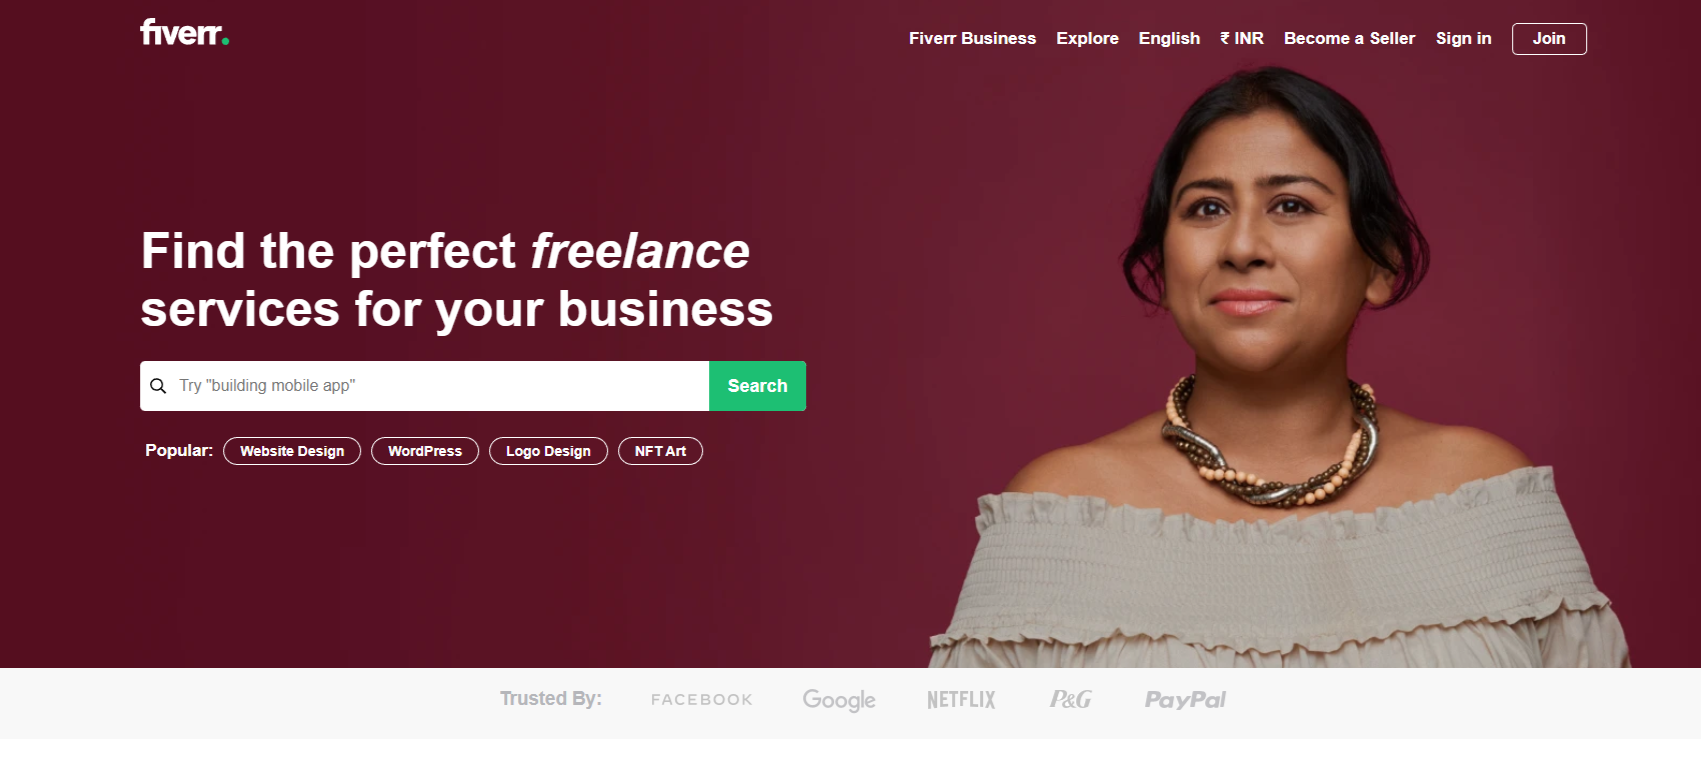 fiverr.
Fiverr Business Explore English ₹ INR Become a Seller Sign in Join
Find the perfect freelance
services for your business
Try "building mobile app" Search
Popular: Website Design WordPress Logo Design NFT Art
Trusted By: FACEBOOK Google NETFLIX P&G PayPal